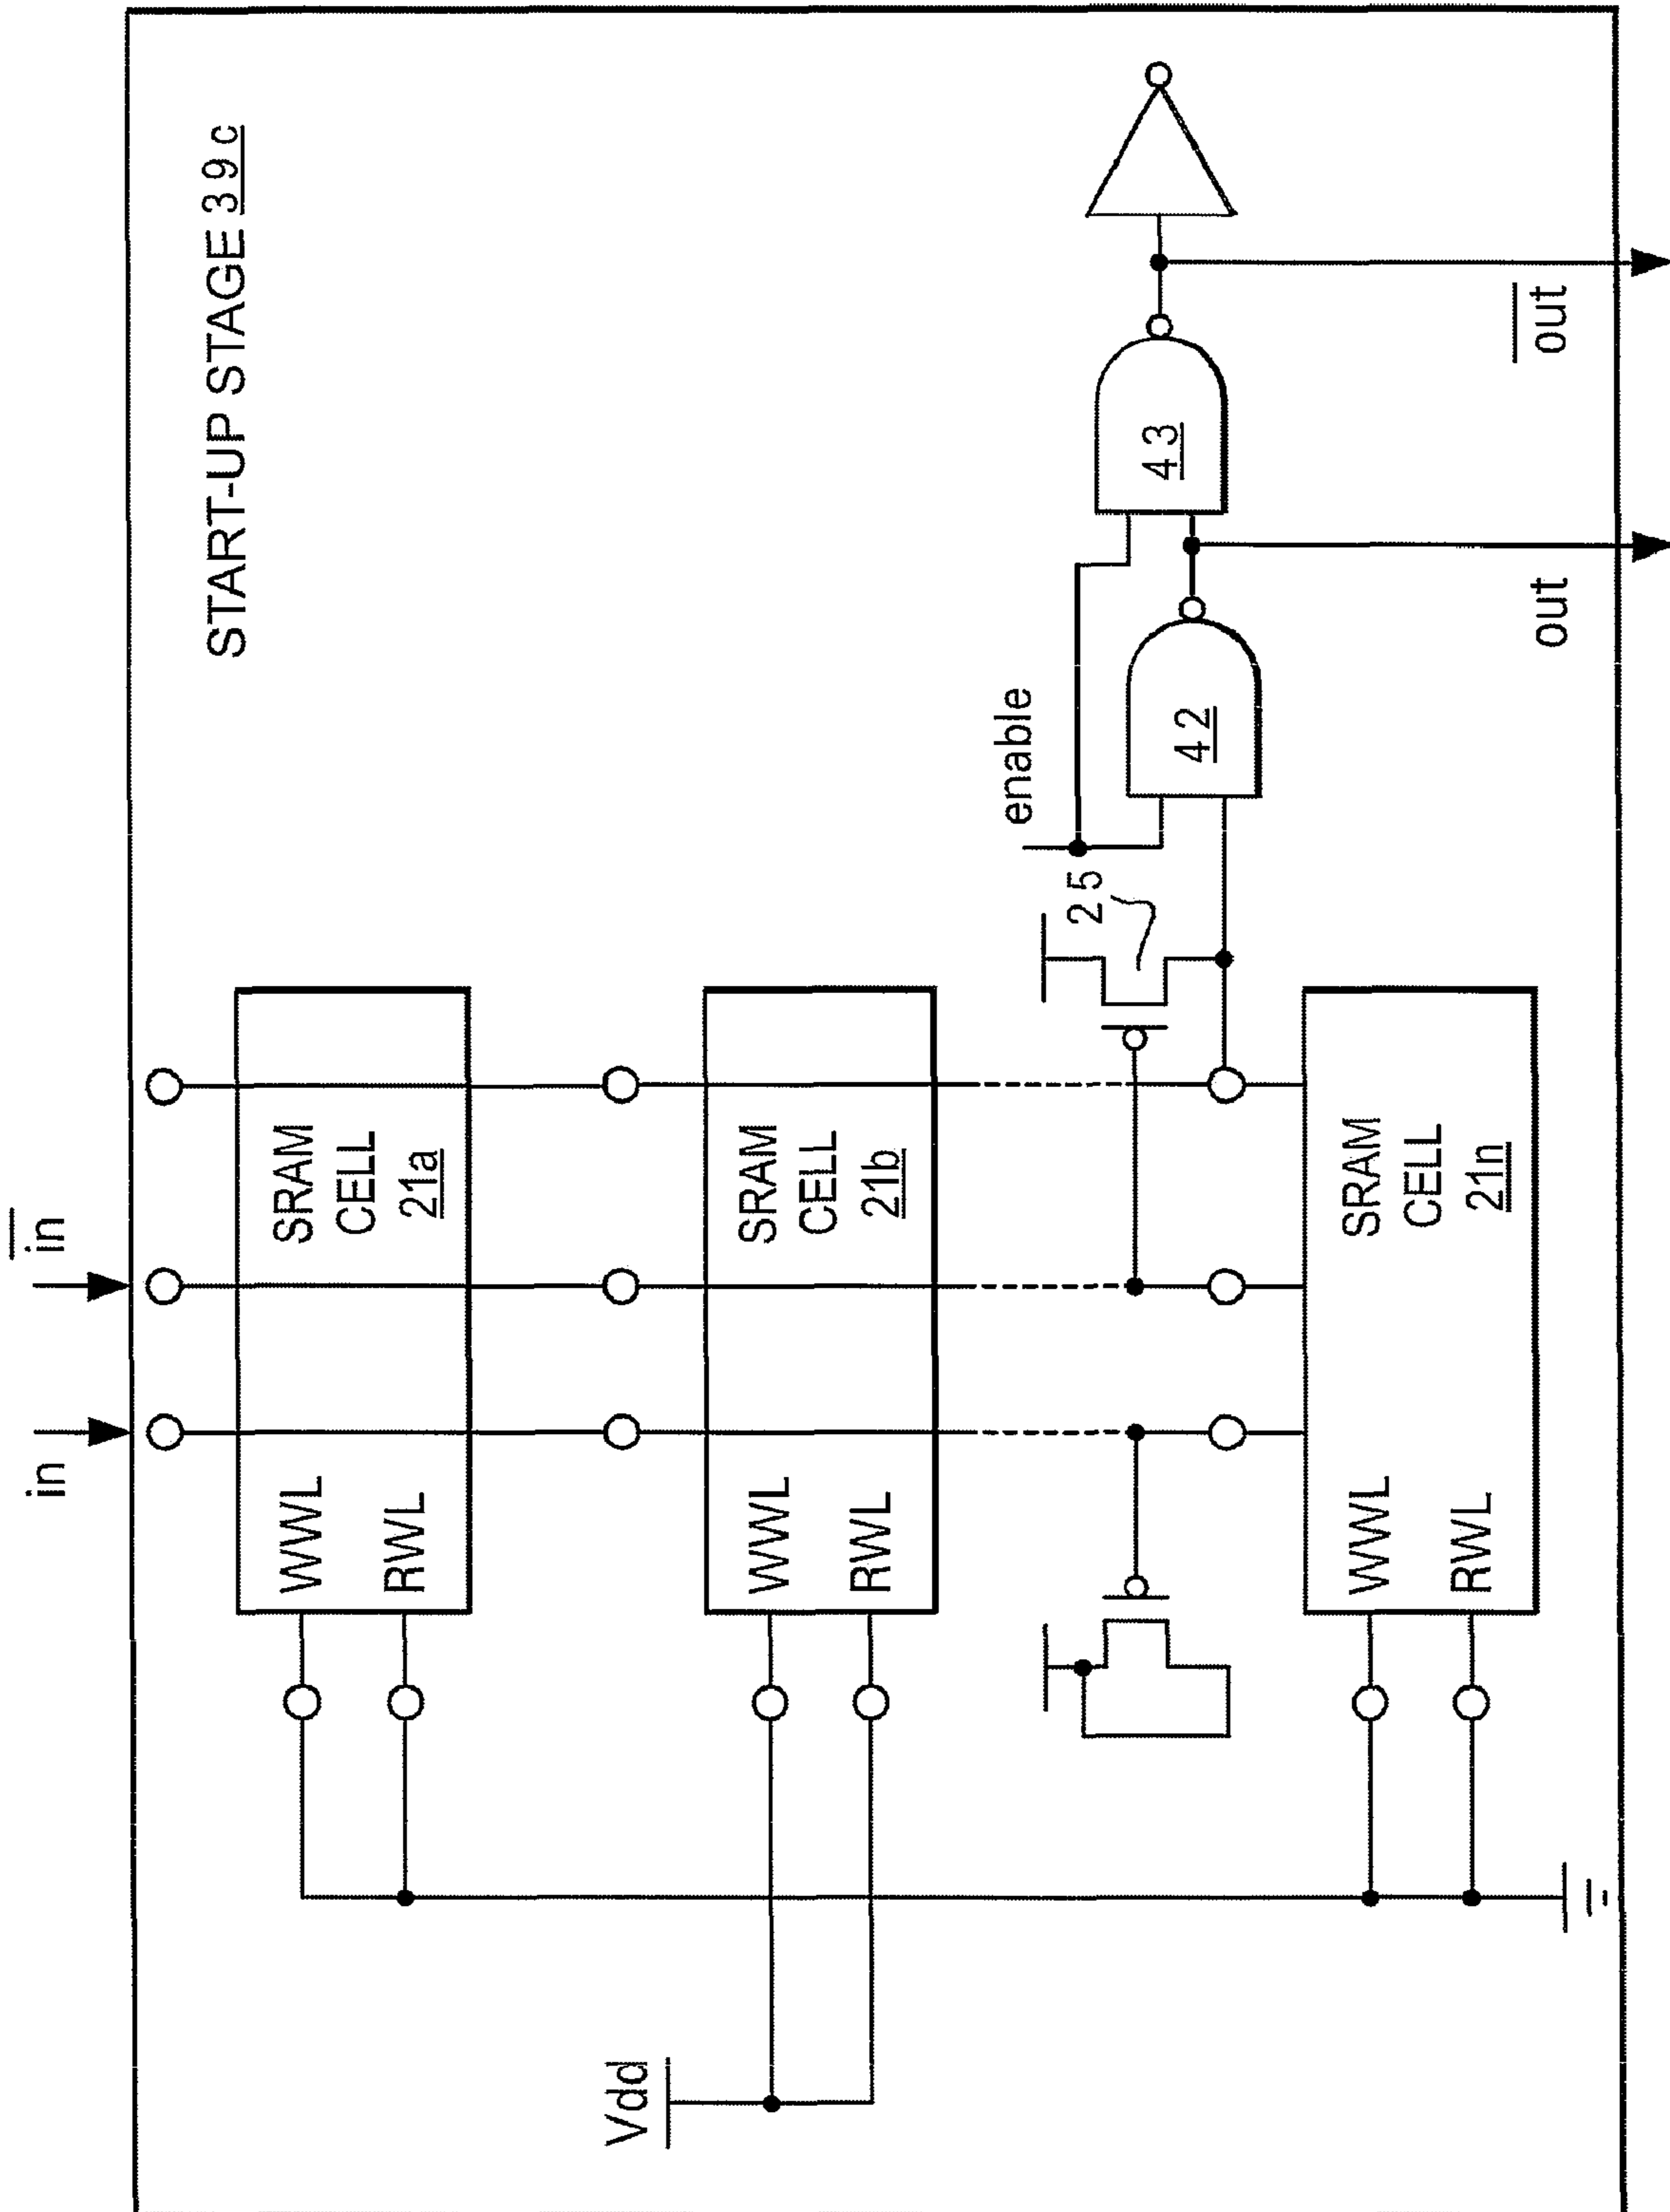 START-UP STAGE 39c
in
in
WWL
RWL
SRAM
CELL
21a
Vdd
WWL
RWL
SRAM
CELL
21b
25
enable
42
43
WWL
RWL
SRAM
CELL
21n
out
out